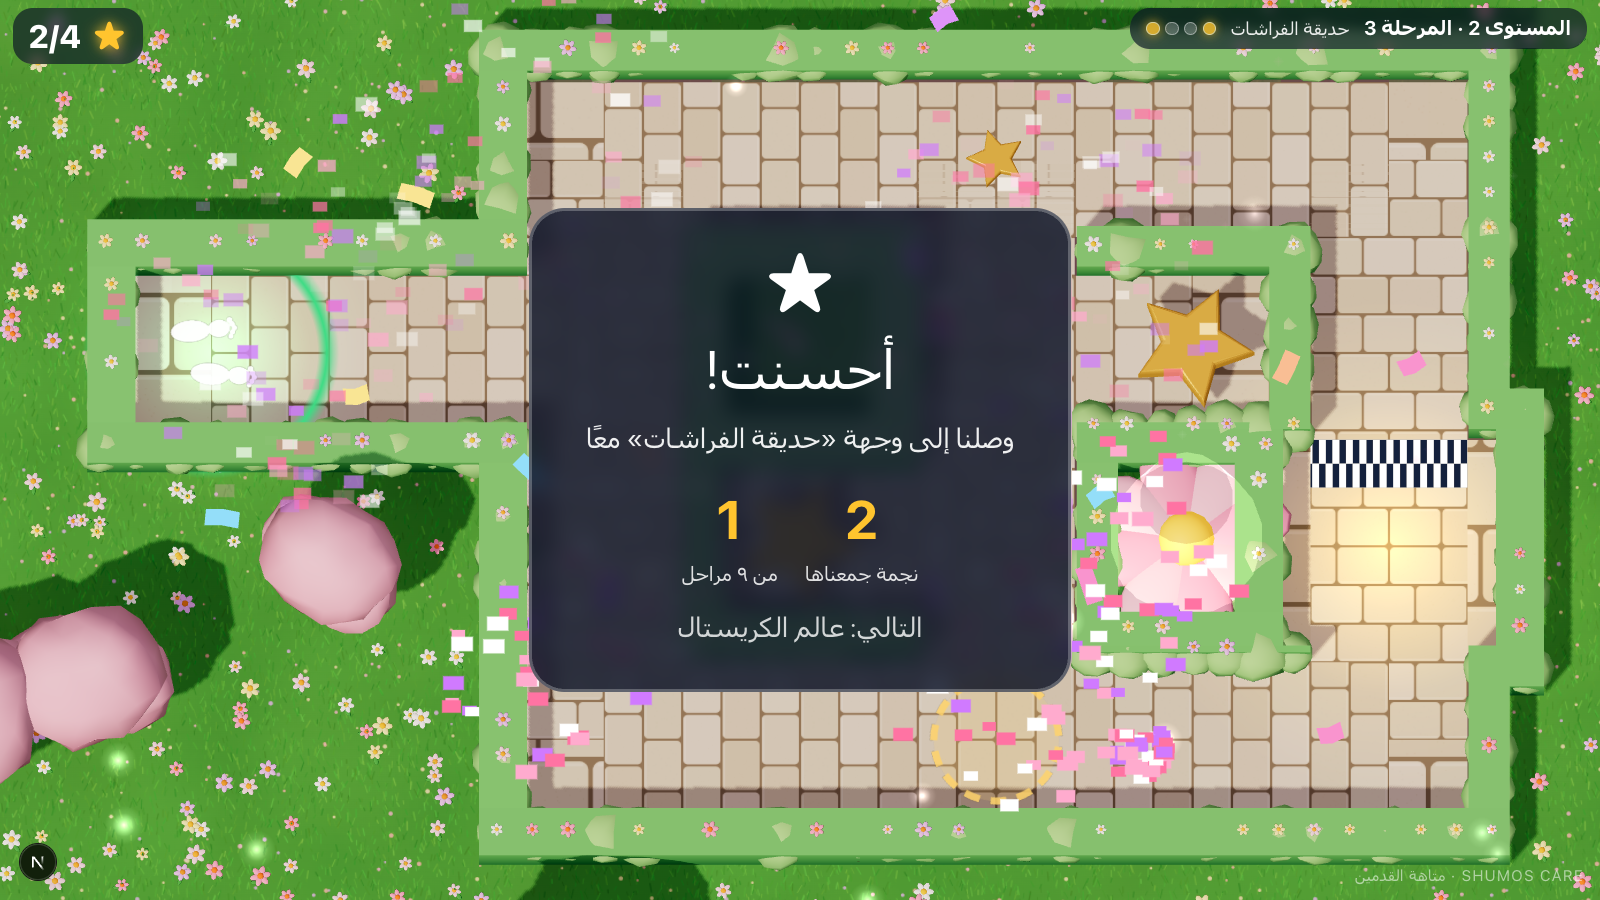 المستوى 2 · المرحلة 3 حديقة الفراشات
2/4
أحسنت!
وصلنا إلى وجهة «حديقة الفراشات» معًا
2 1
نجمة جمعناها من ٩ مراحل
التالي: عالم الكريستال
N
متاهة القدمين · SHUMOS CARE